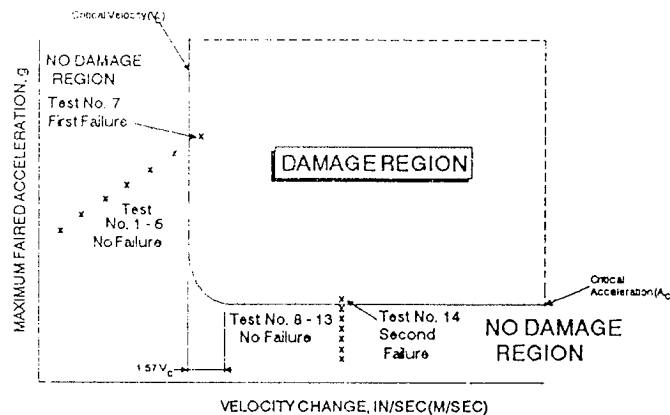 Critical Velocity (Vc)
NO DAMAGE
REGION
Test No. 7
First Failure
DAMAGE REGION
Test
No. 1 - 6
No Failure
Critical
Acceleration (Ac
Test No. 8 - 13
No Failure
Test No. 14
Second
Failure
NO DAMAGE
REGION
1.57 Vc
MAXIMUM FAIRED ACCELERATION, g
VELOCITY CHANGE, IN/SEC (M/SEC)